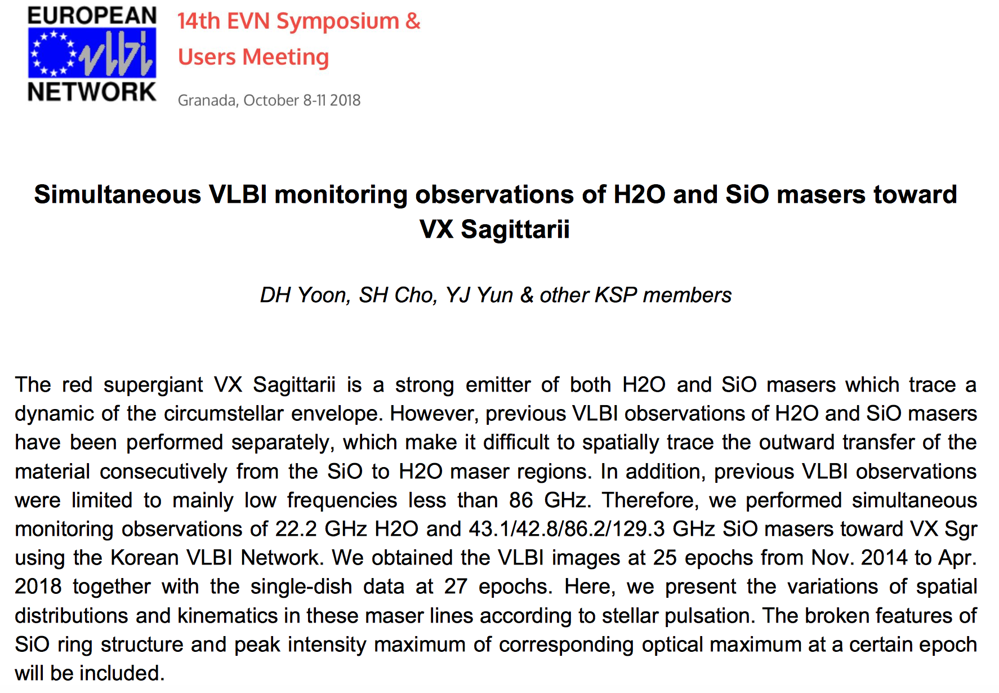 EUROPEAN
vlbi
NETWORK
14th EVN Symposium &
Users Meeting
Granada, October 8-11 2018
Simultaneous VLBI monitoring observations of H2O and SiO masers toward
VX Sagittarii
DH Yoon, SH Cho, YJ Yun & other KSP members
The red supergiant VX Sagittarii is a strong emitter of both H2O and SiO masers which trace a
dynamic of the circumstellar envelope. However, previous VLBI observations of H2O and SiO masers
have been performed separately, which make it difficult to spatially trace the outward transfer of the
material consecutively from the SiO to H2O maser regions. In addition, previous VLBI observations
were limited to mainly low frequencies less than 86 GHz. Therefore, we performed simultaneous
monitoring observations of 22.2 GHz H2O and 43.1/42.8/86.2/129.3 GHz SiO masers toward VX Sgr
using the Korean VLBI Network. We obtained the VLBI images at 25 epochs from Nov. 2014 to Apr.
2018 together with the single-dish data at 27 epochs. Here, we present the variations of spatial
distributions and kinematics in these maser lines according to stellar pulsation. The broken features of
SiO ring structure and peak intensity maximum of corresponding optical maximum at a certain epoch
will be included.